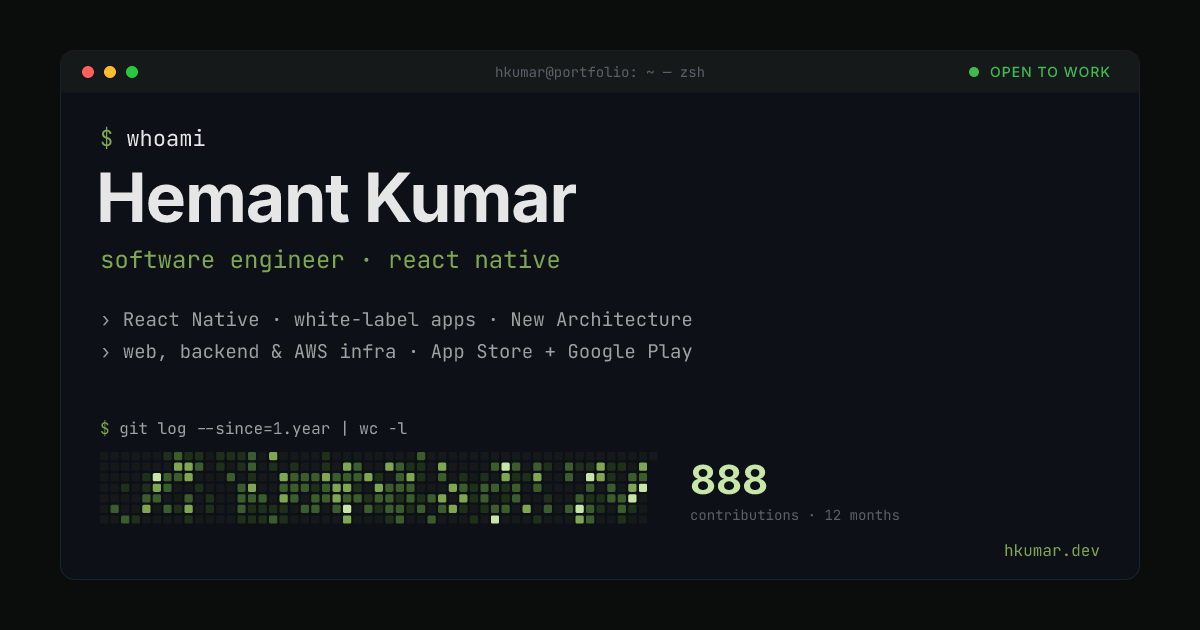 hkumar@portfolio: ~ — zsh
OPEN TO WORK
$ whoami
Hemant Kumar
software engineer · react native
› React Native · white-label apps · New Architecture
› web, backend & AWS infra · App Store + Google Play
$ git log --since=1.year | wc -l
888
contributions · 12 months
hkumar.dev